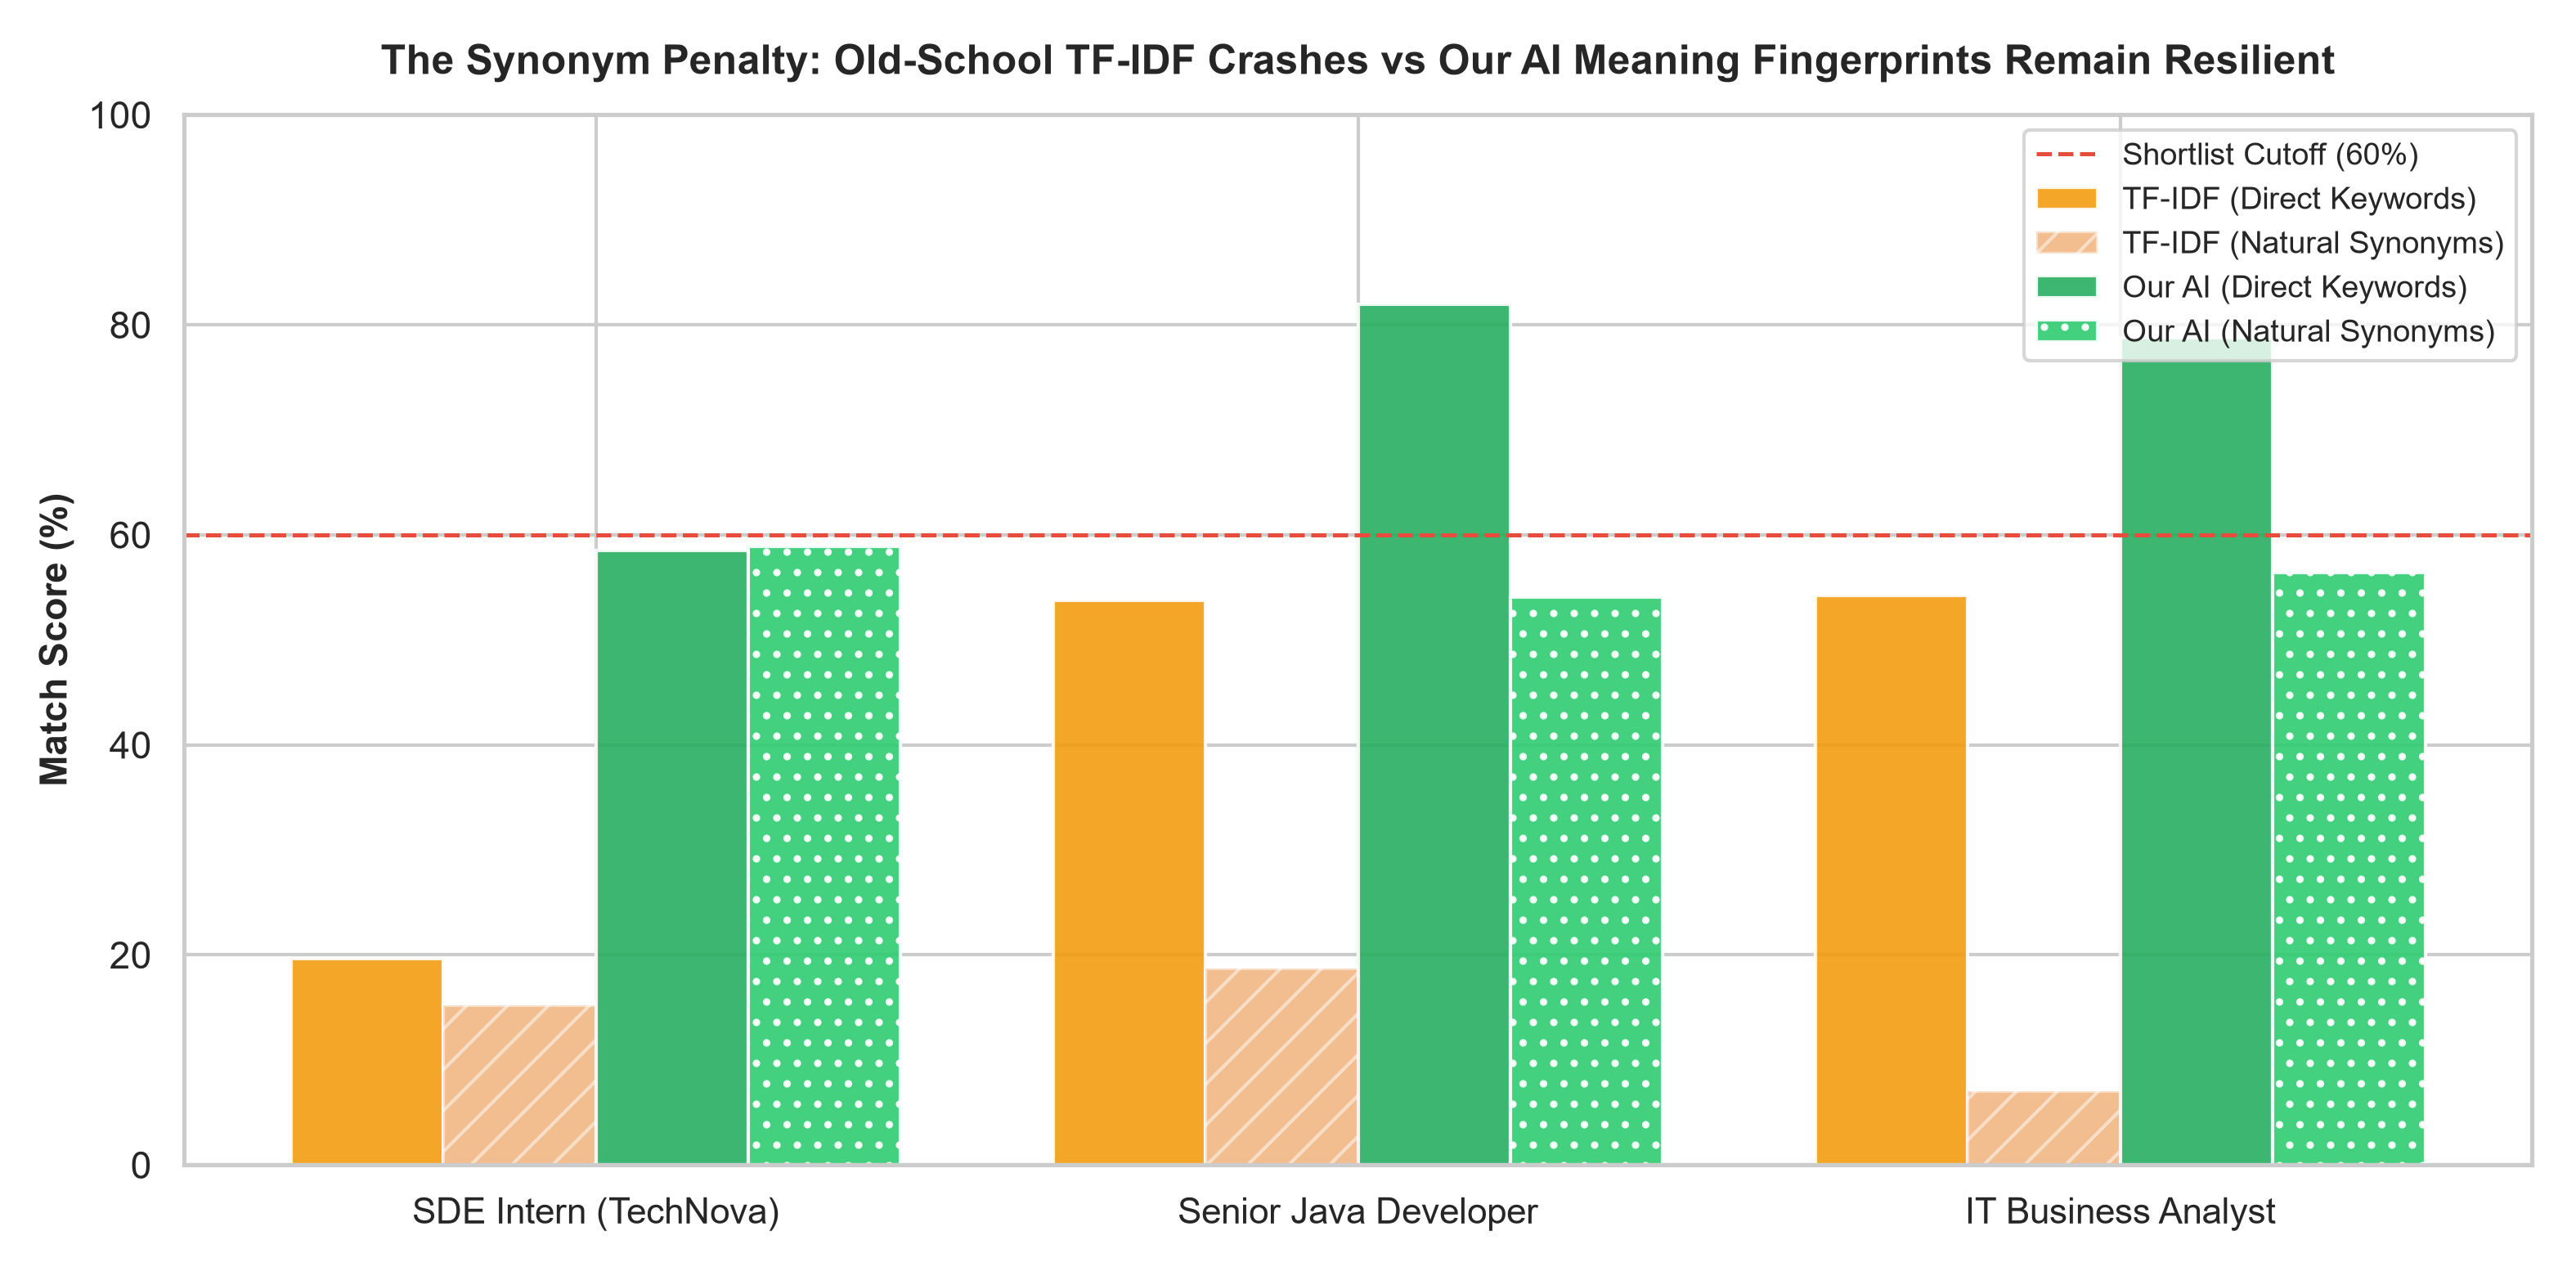 The Synonym Penalty: Old-School TF-IDF Crashes vs Our AI Meaning Fingerprints Remain Resilient
100
80
60
40
20
0
Match Score (%)
Shortlist Cutoff (60%)
TF-IDF (Direct Keywords)
TF-IDF (Natural Synonyms)
Our AI (Direct Keywords)
Our AI (Natural Synonyms)
SDE Intern (TechNova)
Senior Java Developer
IT Business Analyst